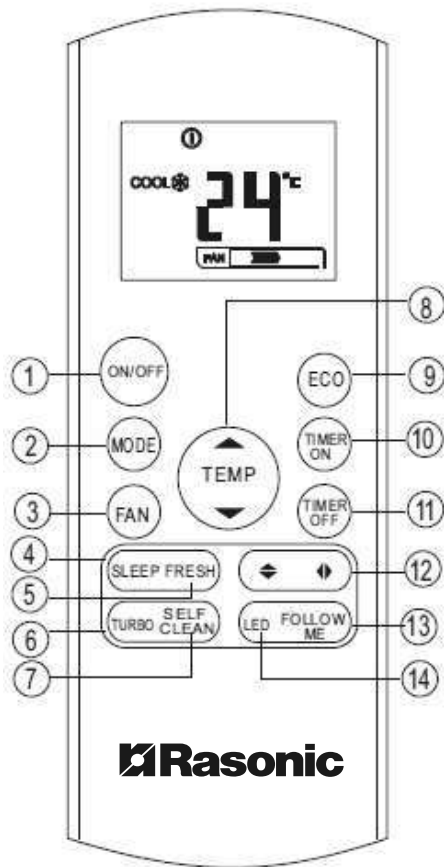 COOL 24°C
FAN
8
1 ON/OFF ECO 9
2 MODE TEMP TIMER ON 10
3 FAN TIMER OFF 11
4 SLEEP FRESH 12
5
6 TURBO SELF CLEAN LED FOLLOW ME 13
7 14
Rasonic